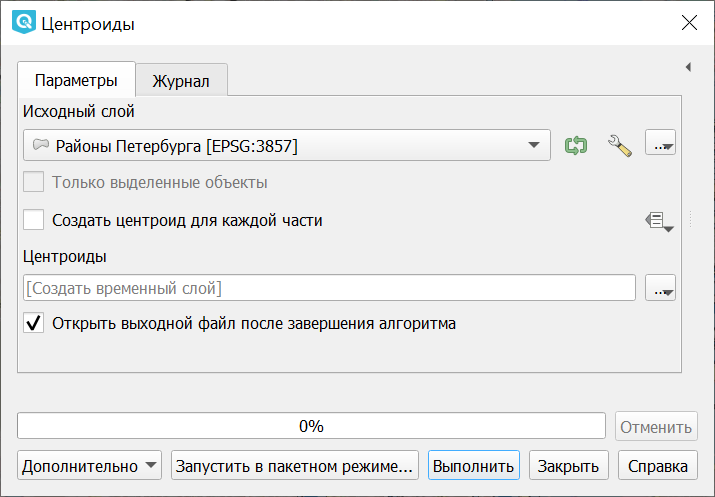 Центроиды
Параметры
Журнал
Исходный слой
Районы Петербурга [EPSG:3857]
...
Только выделенные объекты
Создать центроид для каждой части
Центроиды
[Создать временный слой]
...
Открыть выходной файл после завершения алгоритма
0%
Отменить
Дополнительно
Запустить в пакетном режиме...
Выполнить
Закрыть
Справка